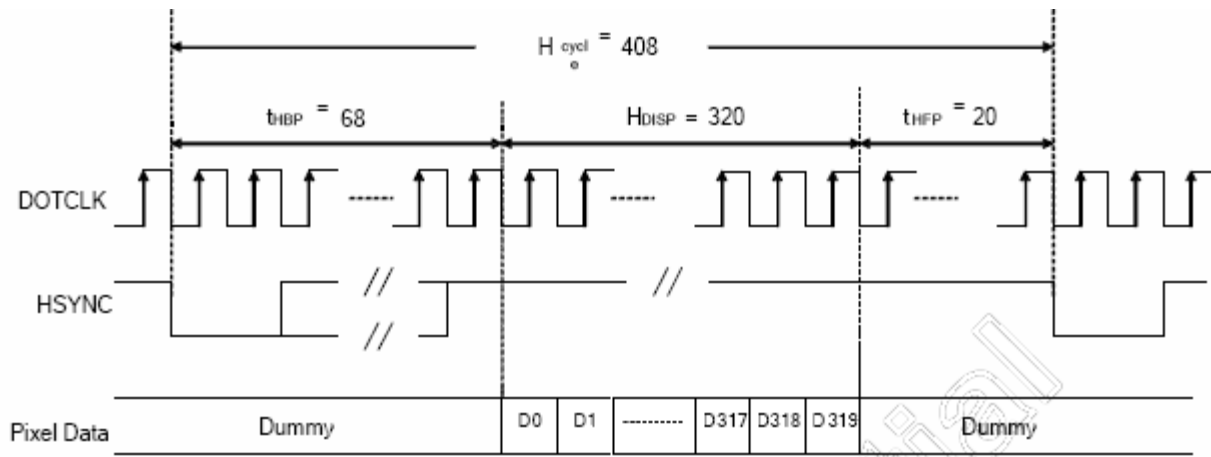 H cycle = 408
tHBP = 68
HDISP = 320
tHFP = 20
DOTCLK
HSYNC
Pixel Data
Dummy
D0
D1
D317
D318
D319
Dummy